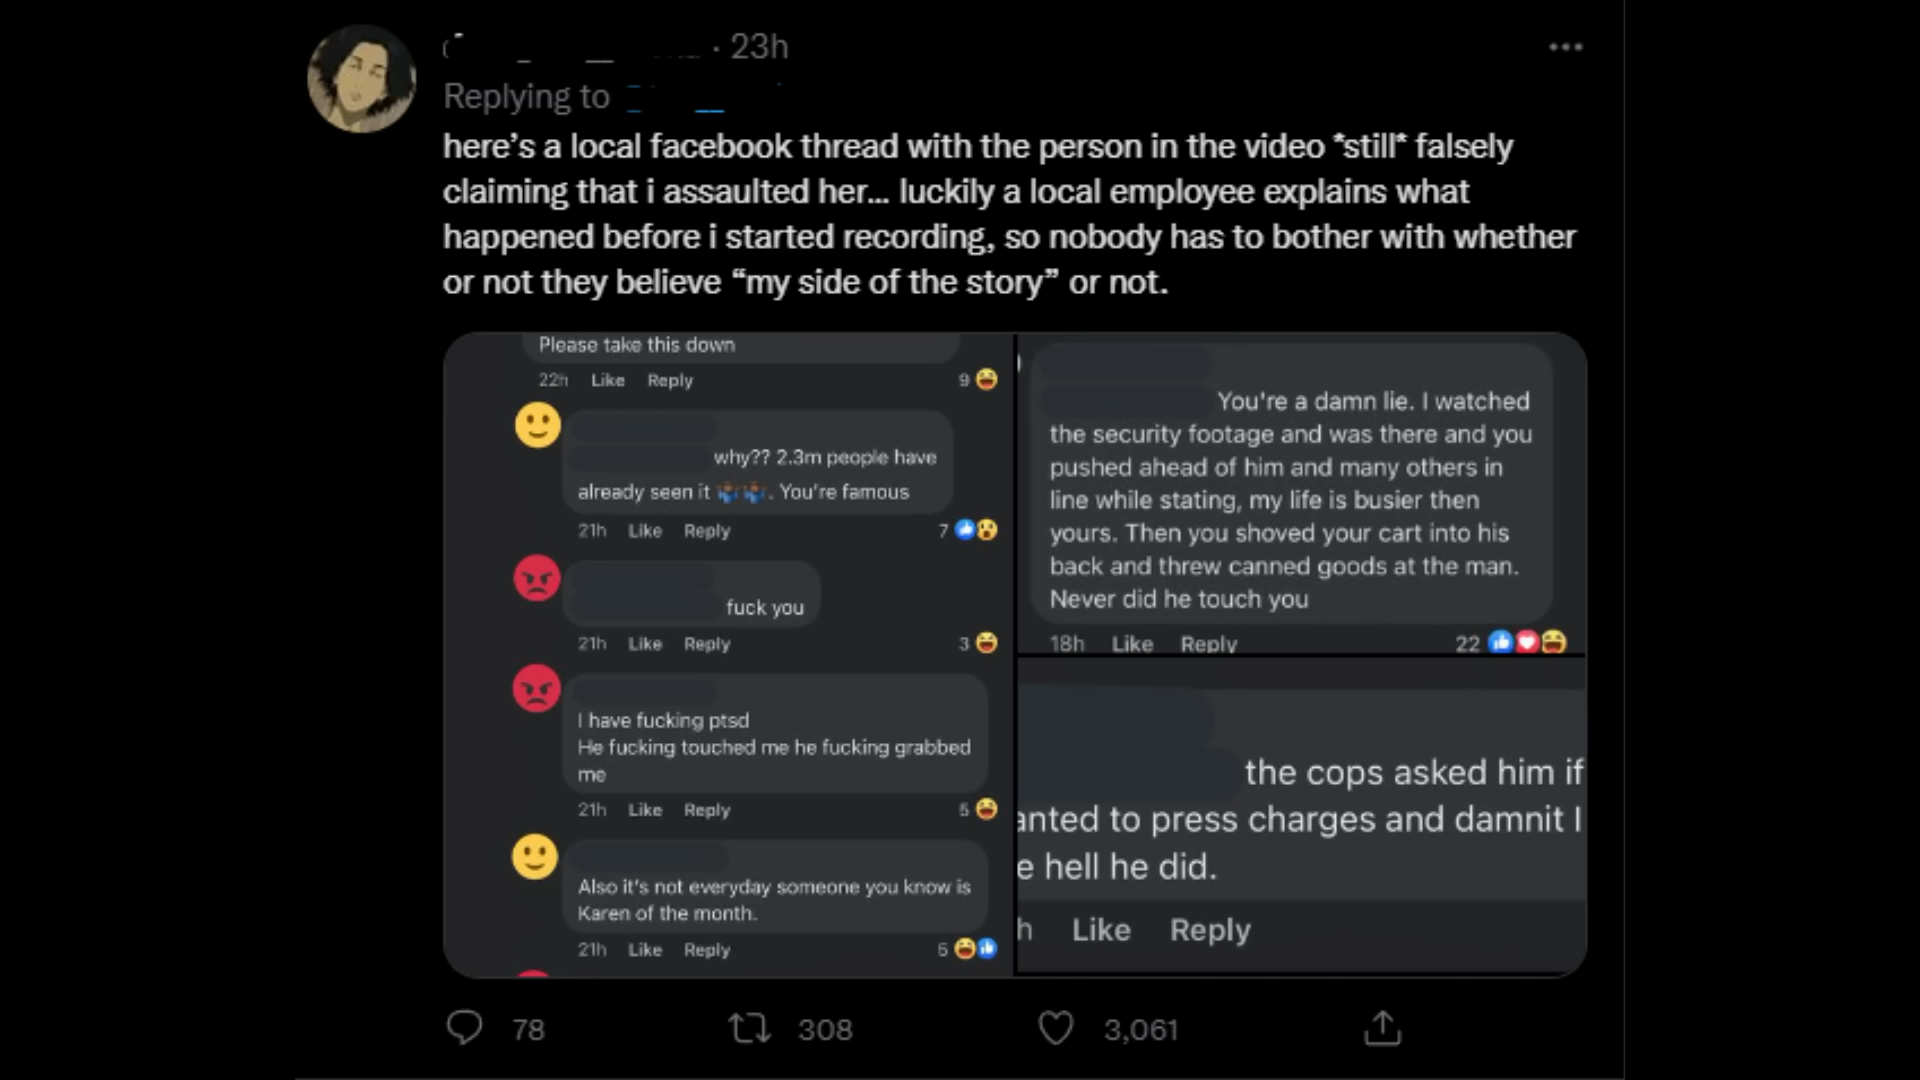 · 23h
Replying to
here's a local facebook thread with the person in the video *still* falsely
claiming that i assaulted her... luckily a local employee explains what
happened before i started recording, so nobody has to bother with whether
or not they believe “my side of the story” or not.
Please take this down
22h Like Reply 9
why?? 2.3m people have
already seen it . You're famous
21h Like Reply 7
fuck you
21h Like Reply 3
I have fucking ptsd
He fucking touched me he fucking grabbed
me
21h Like Reply 5
Also it's not everyday someone you know is
Karen of the month.
21h Like Reply 5
You're a damn lie. I watched
the security footage and was there and you
pushed ahead of him and many others in
line while stating, my life is busier then
yours. Then you shoved your cart into his
back and threw canned goods at the man.
Never did he touch you
18h Like Reply 22
the cops asked him if
anted to press charges and damnit I
e hell he did.
h Like Reply
78 308 3,061